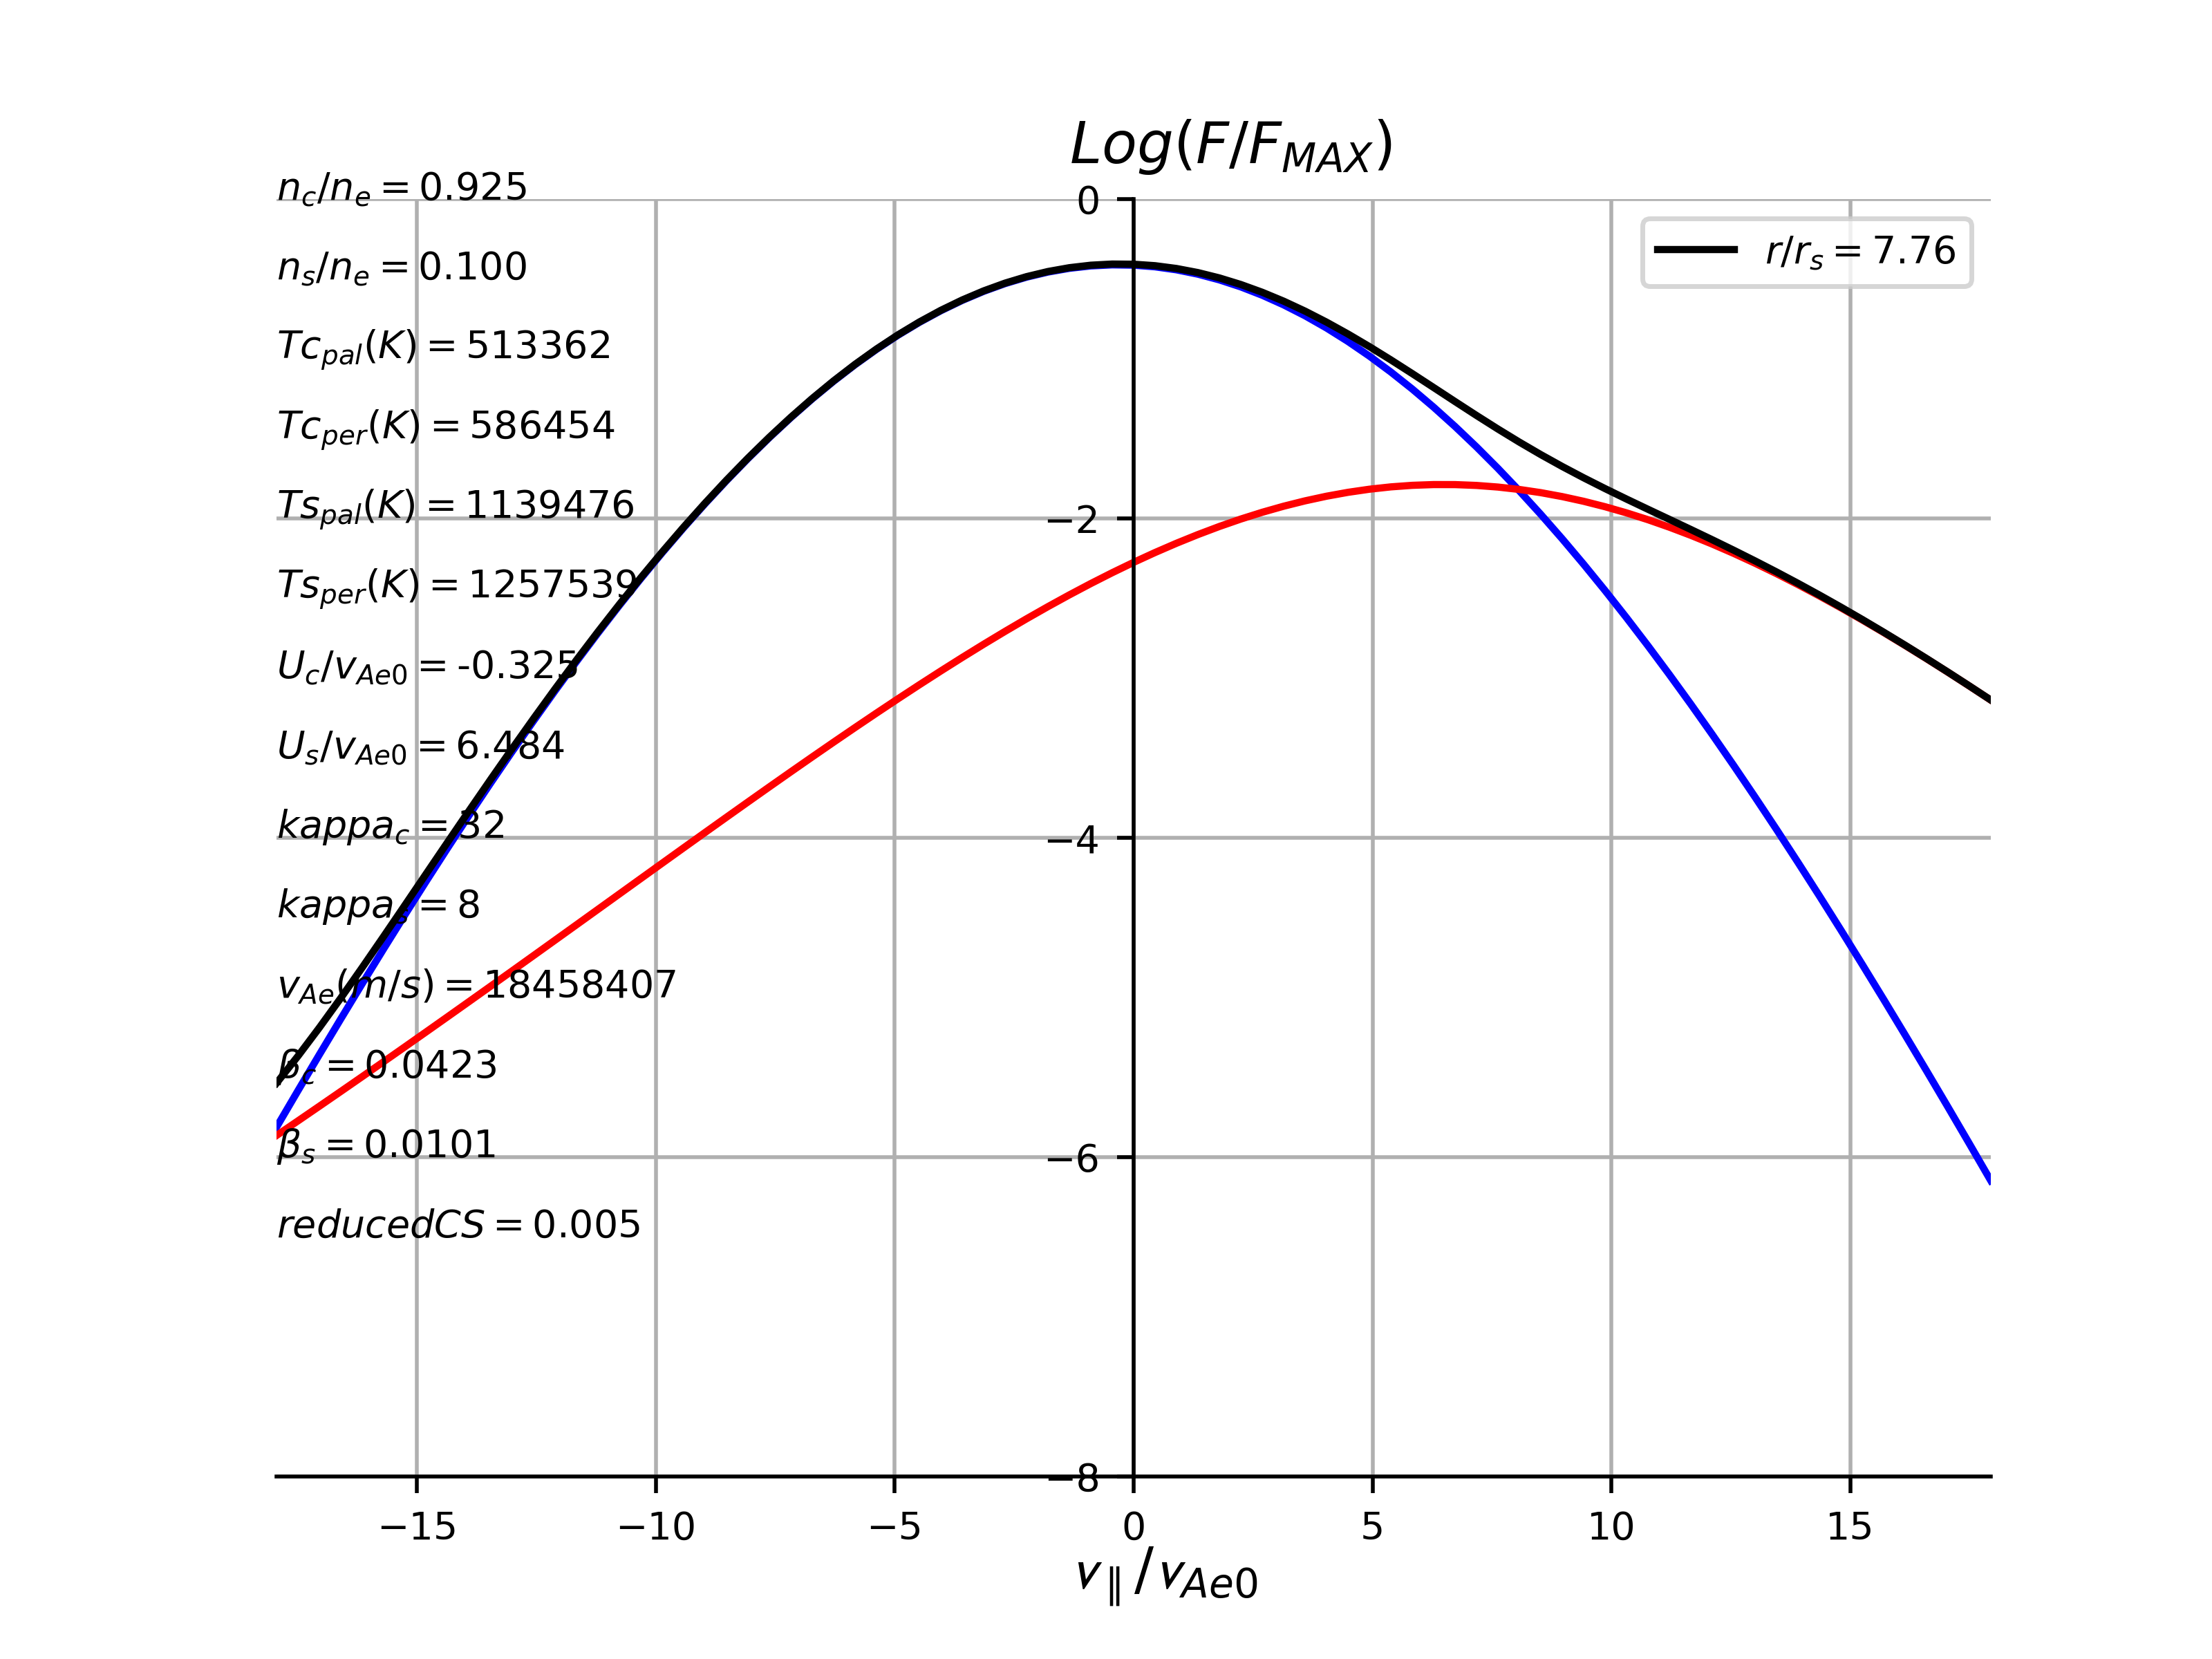 Log(F/F_MAX)
n_c/n_e = 0.925
0
n_s/n_e = 0.100
r/r_s = 7.76
Tc_pal(K) = 513362
Tc_per(K) = 586454
Ts_pal(K) = 1139476
−2
Ts_per(K) = 1257539
U_c/v_Ae0 = -0.325
U_s/v_Ae0 = 6.484
kappa_c = 32
−4
kappa_s = 8
v_Ae(m/s) = 18458407
β_c = 0.0423
β_s = 0.0101
−6
reducedCS = 0.005
−8
−15 −10 −5 0 5 10 15
v_∥/v_Ae0